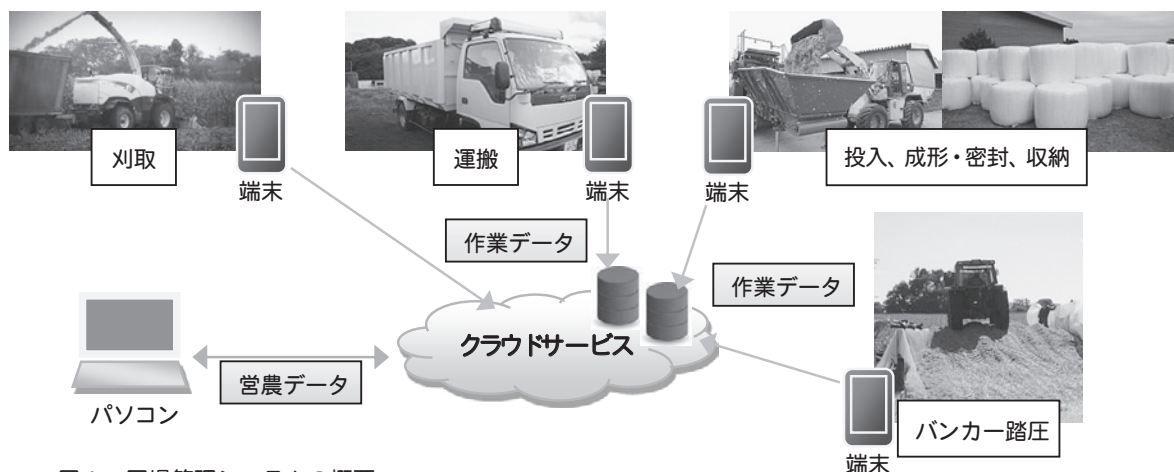 刈取
端末
運搬
端末
端末
投入、成形・密封、収納
作業データ
作業データ
クラウドサービス
営農データ
パソコン
バンカー踏圧
端末